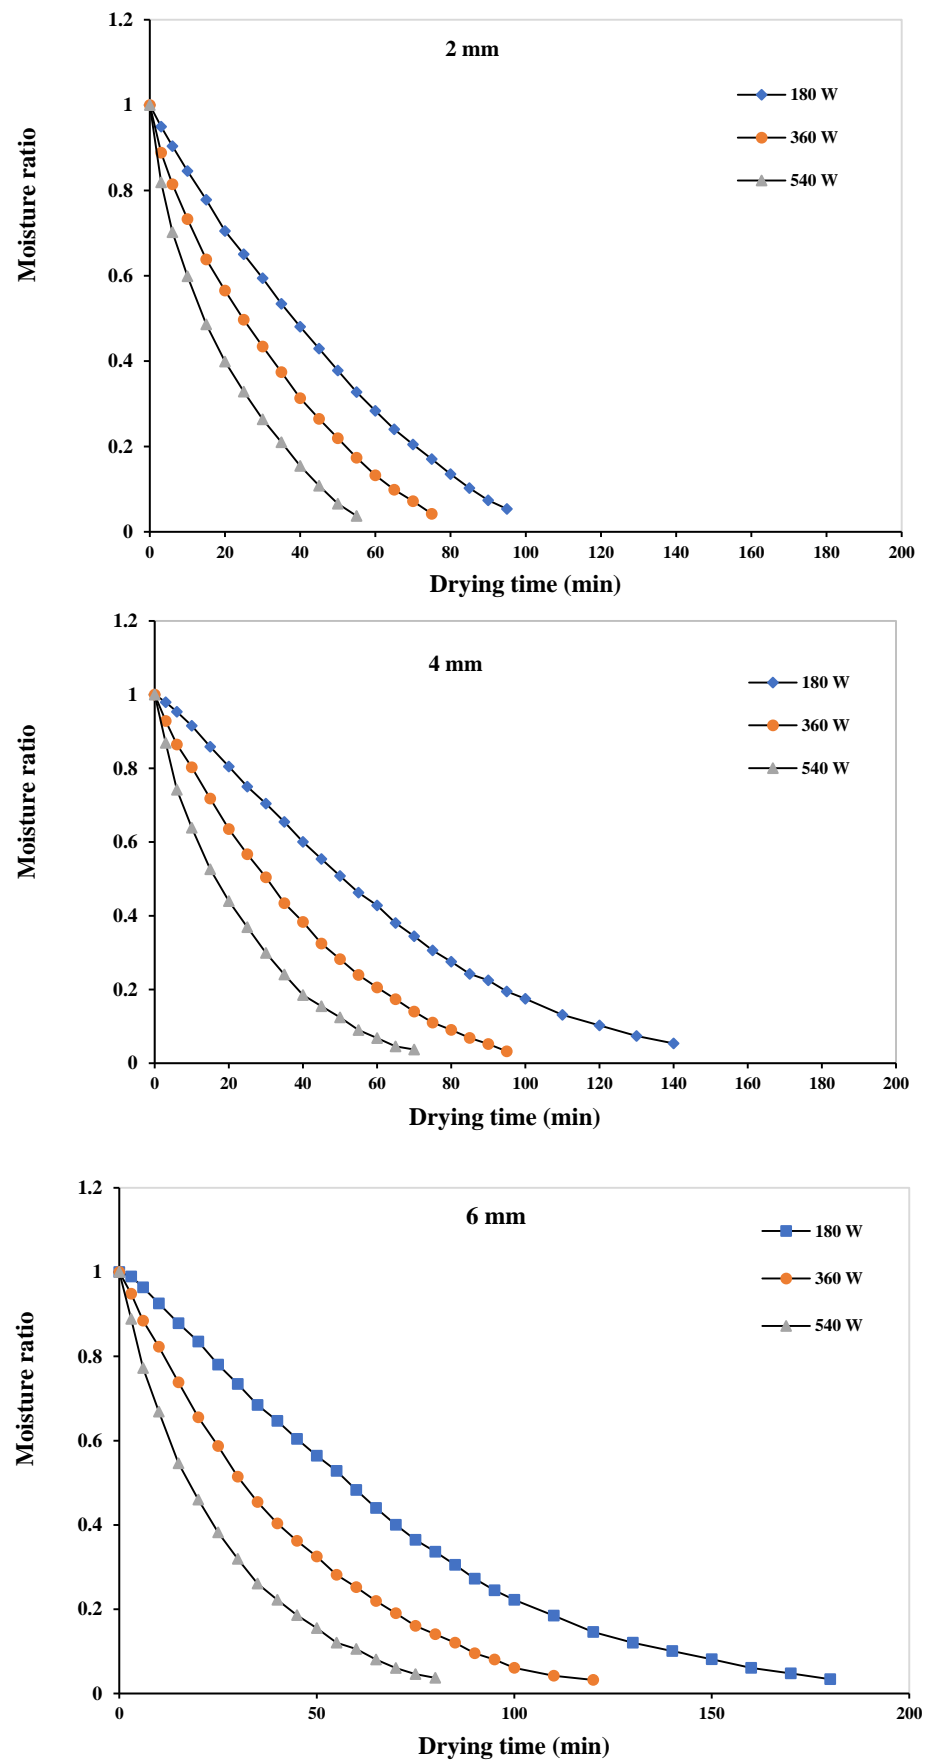 1.2
2 mm
180 W
1
360 W
540 W
0.8
Moisture ratio
0.6
0.4
0.2
0
0 20 40 60 80 120 140 160 180 200
Drying time (min)
1.2
4 mm
180 W
1
360 W
0.8
540 W
Moisture ratio
0.6
0.4
0.2
0
0 20 40 60 80 100 120 140 160 180 200
Drying time (min)
1.2
6 mm
180 W
1
360 W
540 W
0.8
Moisture ratio
0.6
0.4
0.2
0
0 50 100 150 200
Drying time (min)